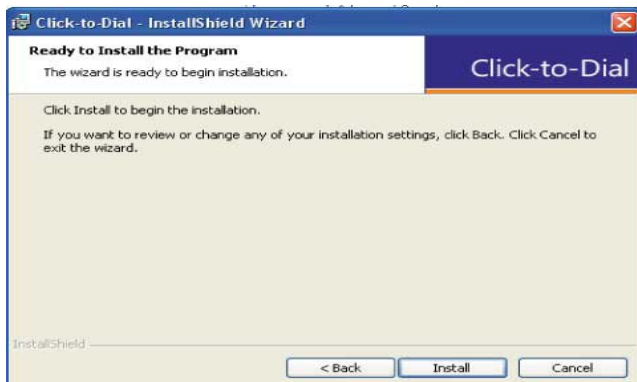 Click-to-Dial - InstallShield Wizard
Ready to Install the Program
The wizard is ready to begin installation.
Click-to-Dial
Click Install to begin the installation.
If you want to review or change any of your installation settings, click Back. Click Cancel to
exit the wizard.
InstallShield
< Back
Install
Cancel